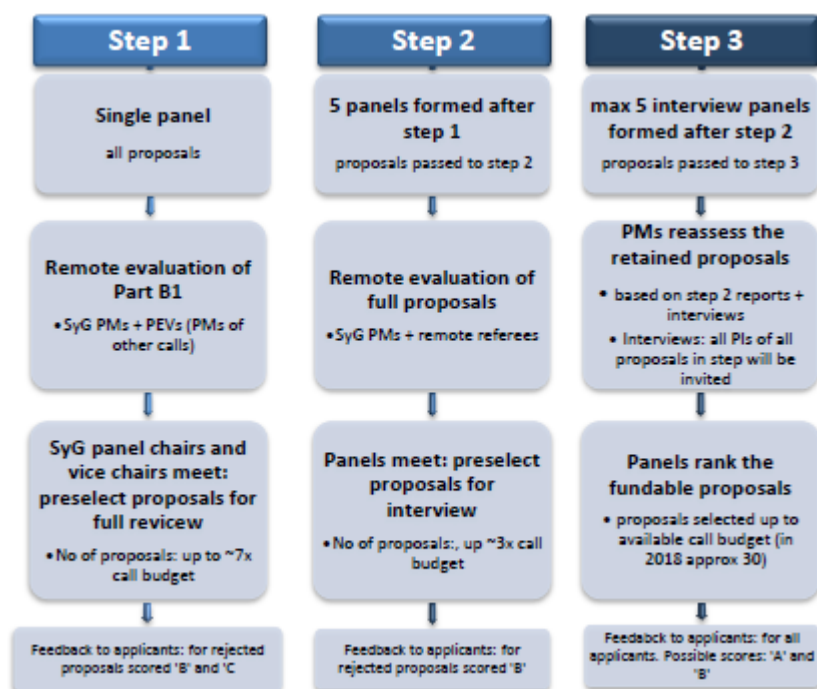 Step 1
Single panel
all proposals
Remote evaluation of
Part B1
•SyG PMs + PEVs (PMs of
other calls)
SyG panel chairs and
vice chairs meet:
preselect proposals for
full revicew
•No of proposals: up to ~7x
call budget
Feedback to applicants: for rejected
proposals scored 'B' and 'C
Step 2
5 panels formed after
step 1
proposals passed to step 2
Remote evaluation of
full proposals
•SyG PMs + remote referees
Panels meet: preselect
proposals for
interview
•No of proposals:, up ~3x call
budget
Feedback to applicants: for
rejected proposals scored 'B'
Step 3
max 5 interview panels
formed after step 2
proposals passed to step 3
PMs reassess the
retained proposals
• based on step 2 reports +
interviews
• Interviews: all PIs of all
proposals in step will be
invited
Panels rank the
fundable proposals
• proposals selected up to
available call budget (in
2018 approx 30)
Feedabck to applicants: for all
applicants. Possible scores: 'A' and
'B'